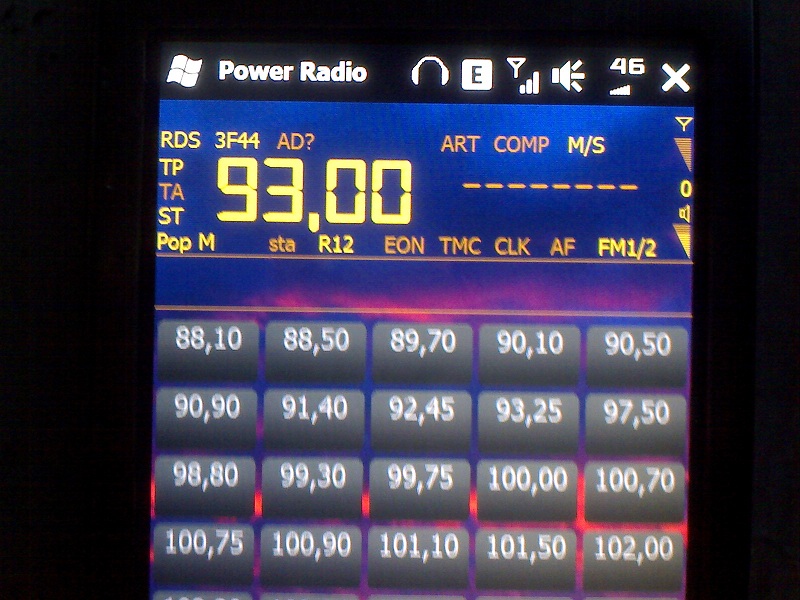 Power Radio E 46
RDS 3F44 AD? ART COMP M/S
TP
TA 93,00 -------- 0
ST
Pop M sta R12 EON TMC CLK AF FM1/2
88,10 88,50 89,70 90,10 90,50
90,90 91,40 92,45 93,25 97,50
98,80 99,30 99,75 100,00 100,70
100,75 100,90 101,10 101,50 102,00